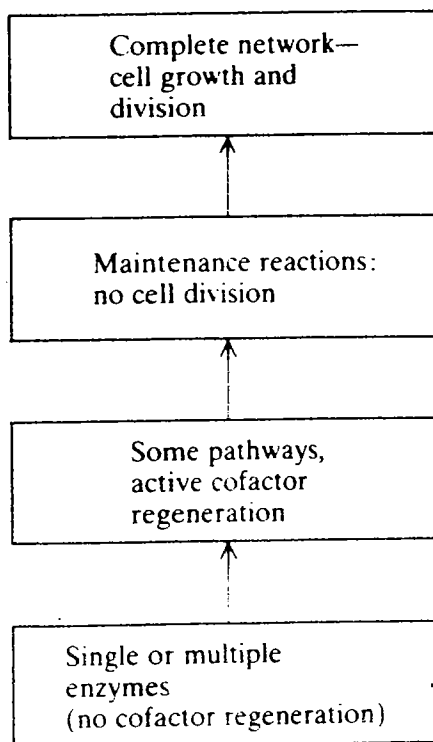 Complete network—
cell growth and
division
Maintenance reactions:
no cell division
Some pathways,
active cofactor
regeneration
Single or multiple
enzymes
(no cofactor regeneration)